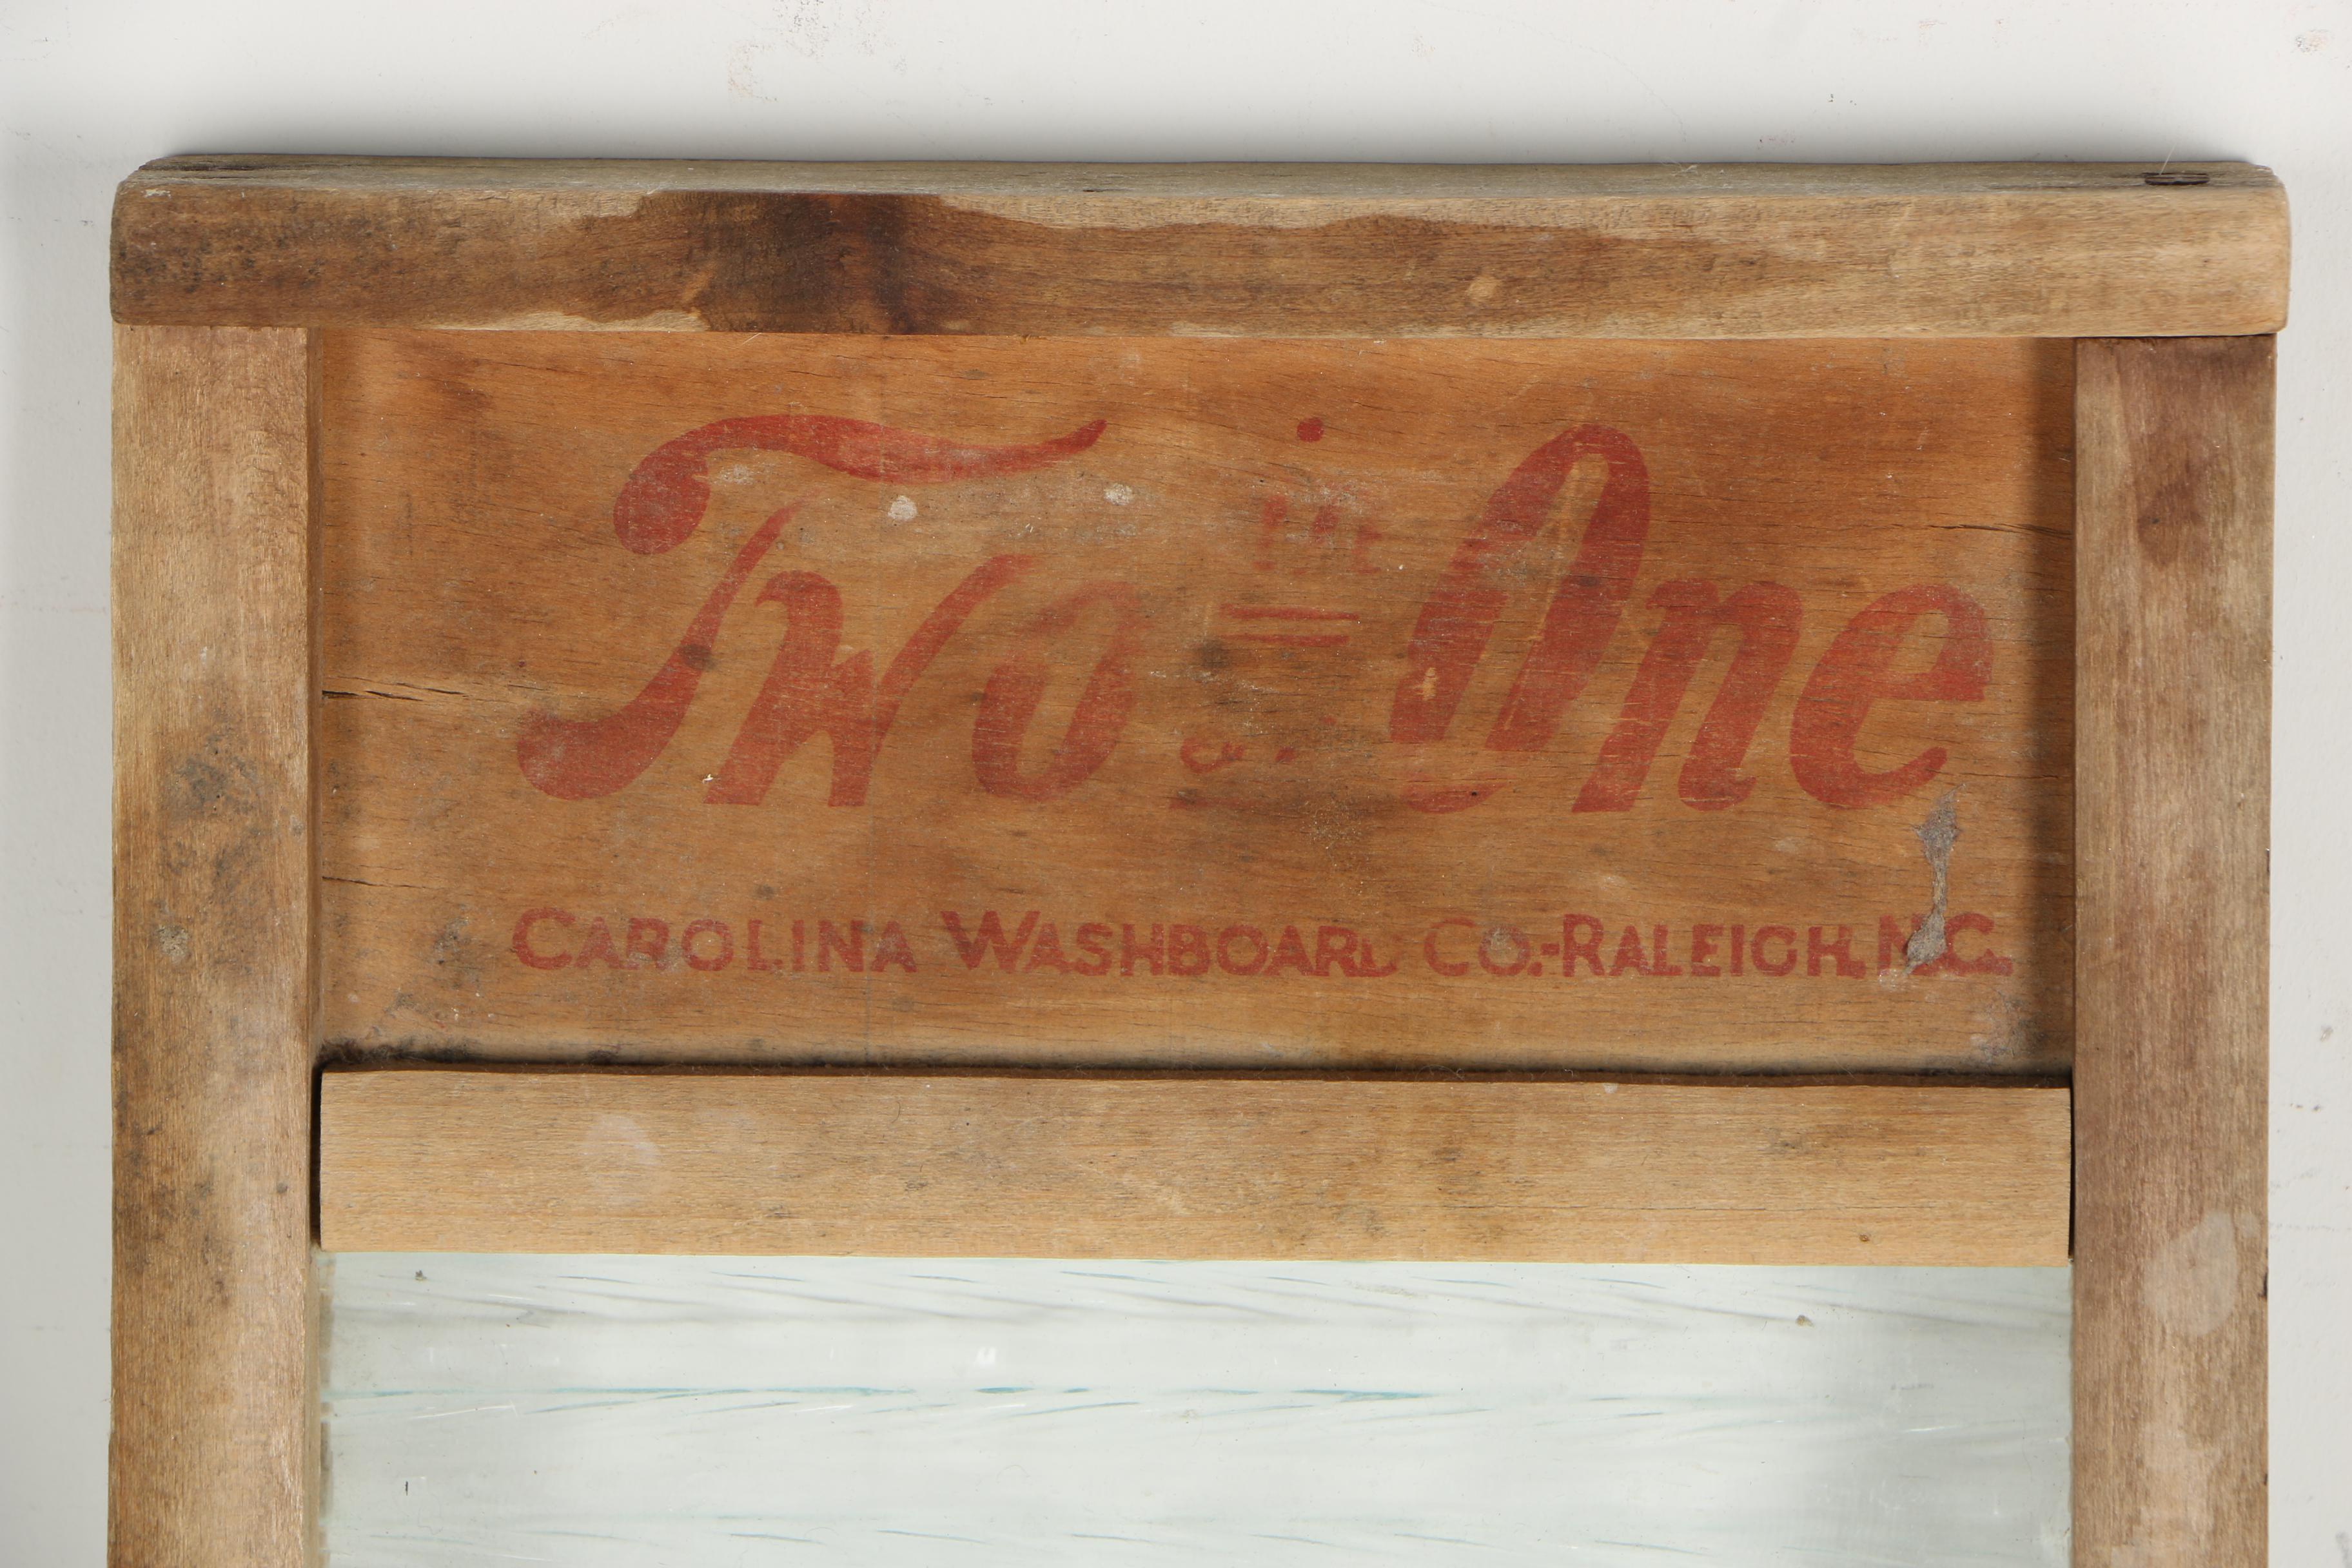 Two in One
CAROLINA WASHBOARD CO.-RALEIGH, N.C.